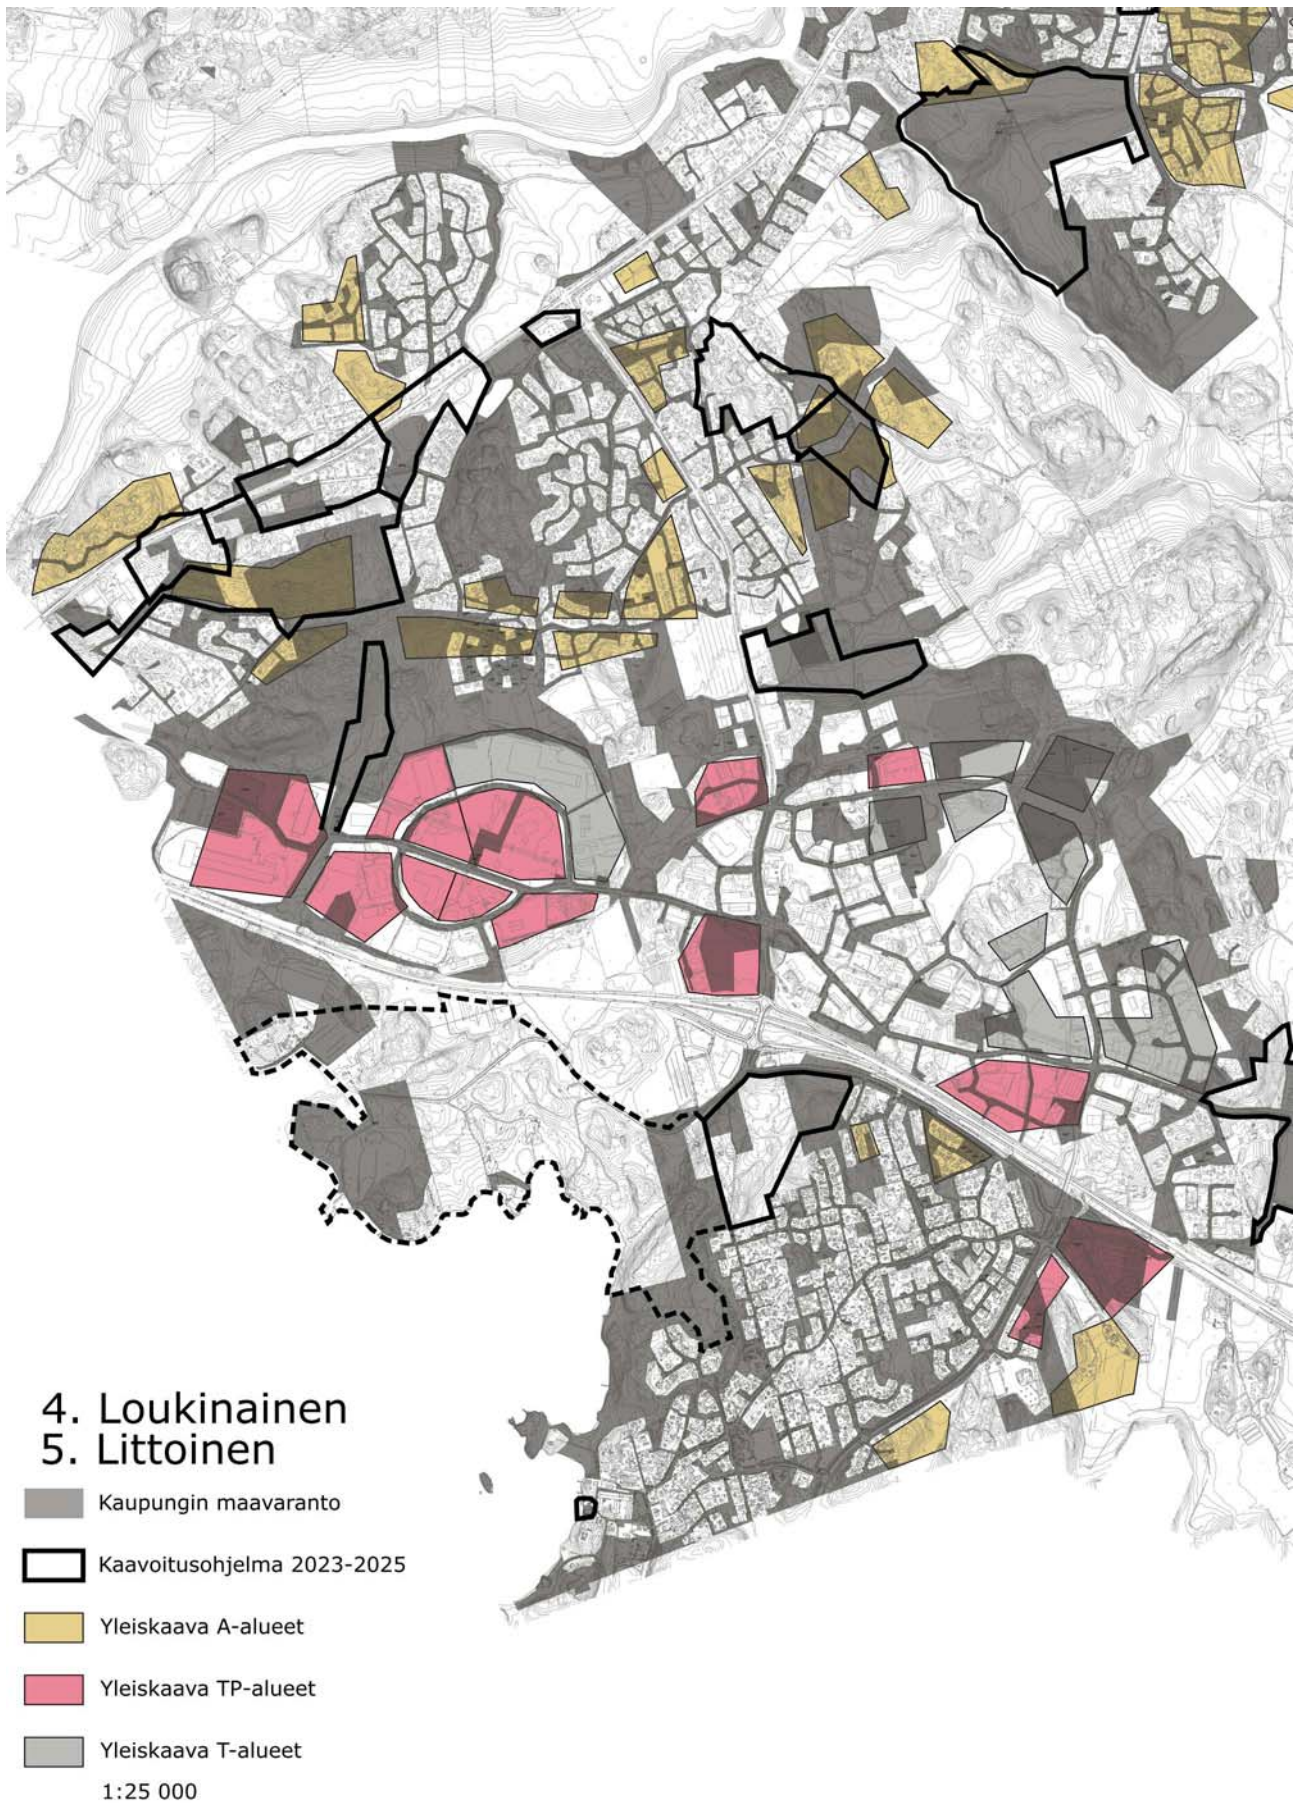 4. Loukinainen
5. Littoinen
Kaupungin maavaranto
Kaavoitusohjelma 2023-2025
Yleiskaava A-alueet
Yleiskaava TP-alueet
Yleiskaava T-alueet
1:25 000